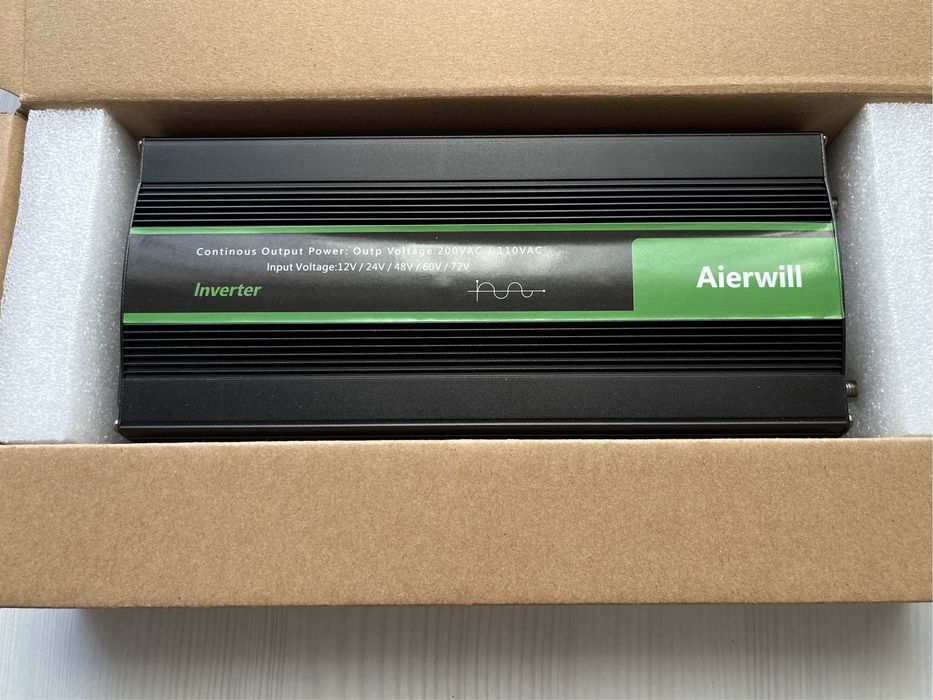 Continous Output Power: Outp Voltage:200VAC / 110VAC
Input Voltage:12V / 24V / 48V / 60V / 72V
Inverter
Aierwill